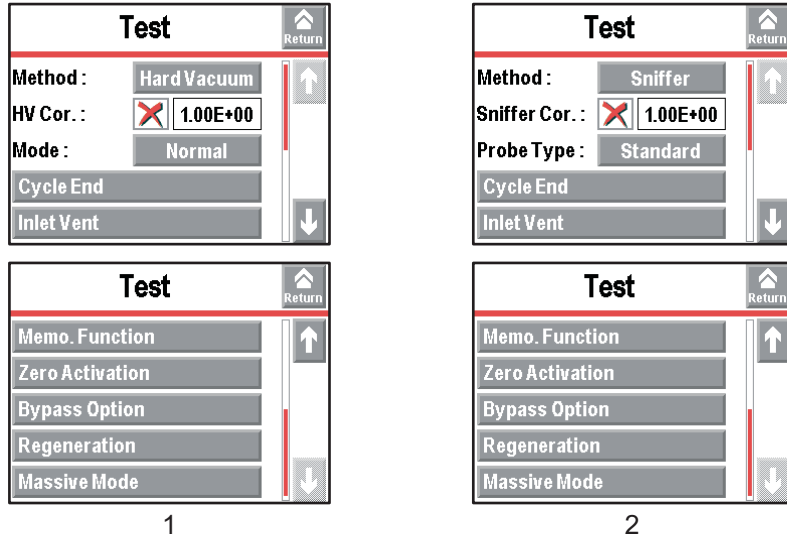 Test
Return
Method :
Hard Vacuum
HV Cor. :
1.00E+00
Mode :
Normal
Cycle End
Inlet Vent
Test
Return
Memo. Function
Zero Activation
Bypass Option
Regeneration
Massive Mode
1
Test
Return
Method :
Sniffer
Sniffer Cor. :
1.00E+00
Probe Type :
Standard
Cycle End
Inlet Vent
Test
Return
Memo. Function
Zero Activation
Bypass Option
Regeneration
Massive Mode
2